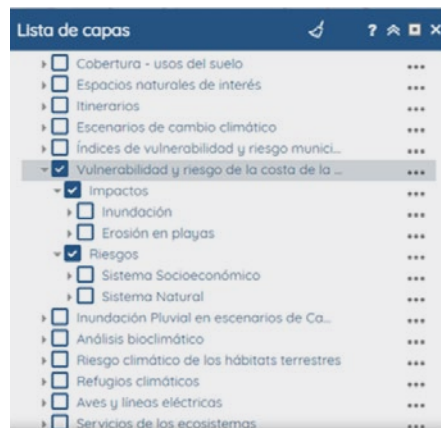 Lista de capas ?
Cobertura - usos del suelo
Espacios naturales de interés
Itinerarios
Escenarios de cambio climático
Índices de vulnerabilidad y riesgo munici...
Vulnerabilidad y riesgo de la costa de la ...
Impactos
Inundación
Erosión en playas
Riesgos
Sistema Socioeconómico
Sistema Natural
Inundación Pluvial en escenarios de Ca...
Análisis bioclimático
Riesgo climático de los hábitats terrestres
Refugios climáticos
Aves y líneas eléctricas
Servicios de los ecosistemas